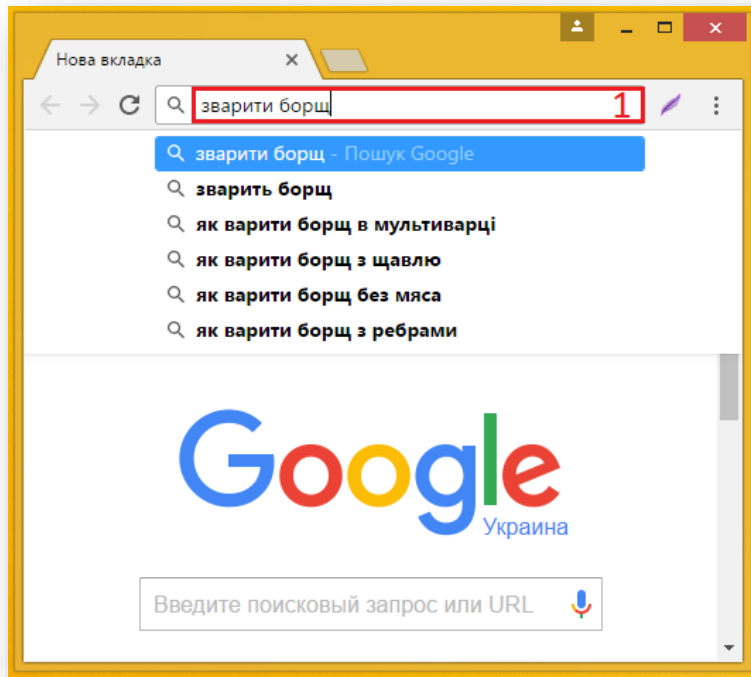 Нова вкладка
зварити борщ 1
зварити борщ - Пошук Google
зварить борщ
як варити борщ в мультиварці
як варити борщ з щавлю
як варити борщ без мяса
як варити борщ з ребрами
Google
Украина
Введите поисковый запрос или URL